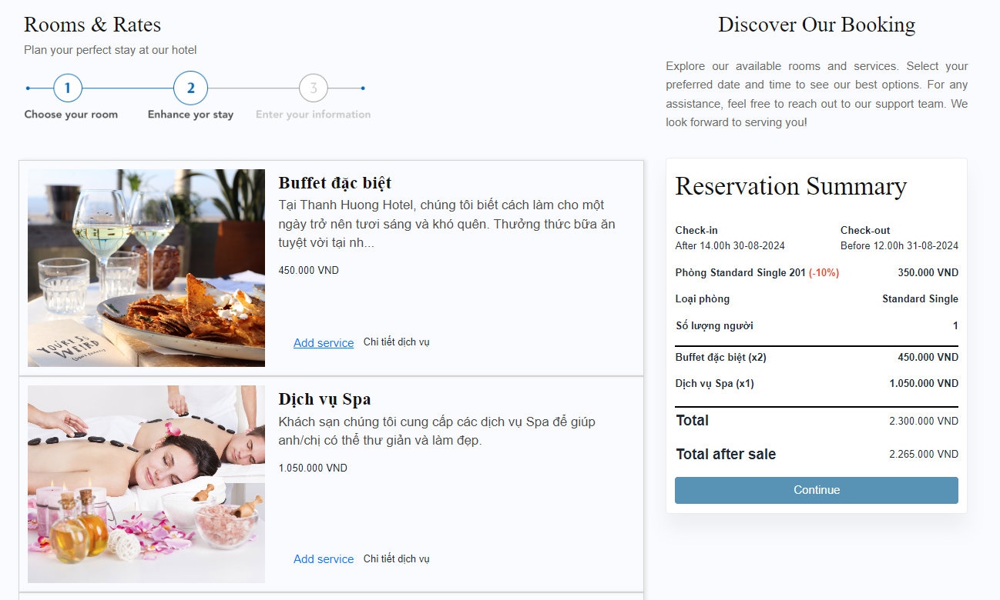 Rooms & Rates
Plan your perfect stay at our hotel
1
2
3
Choose your room
Enhance yor stay
Enter your information
Discover Our Booking
Explore our available rooms and services. Select your
preferred date and time to see our best options. For any
assistance, feel free to reach out to our support team. We
look forward to serving you!
YOU'RE SO
WEIRD
Buffet đặc biệt
Tại Thanh Huong Hotel, chúng tôi biết cách làm cho một
ngày trở nên tươi sáng và khó quên. Thưởng thức bữa ăn
tuyệt vời tại nh...
450.000 VND
Add service Chi tiết dịch vụ
Dịch vụ Spa
Khách sạn chúng tôi cung cấp các dịch vụ Spa để giúp
anh/chị có thể thư giản và làm đẹp.
1.050.000 VND
Add service Chi tiết dịch vụ
Reservation Summary
Check-in Check-out
After 14.00h 30-08-2024 Before 12.00h 31-08-2024
Phòng Standard Single 201 (-10%) 350.000 VND
Loại phòng Standard Single
Số lượng người 1
Buffet đặc biệt (x2) 450.000 VND
Dịch vụ Spa (x1) 1.050.000 VND
Total 2.300.000 VND
Total after sale 2.265.000 VND
Continue